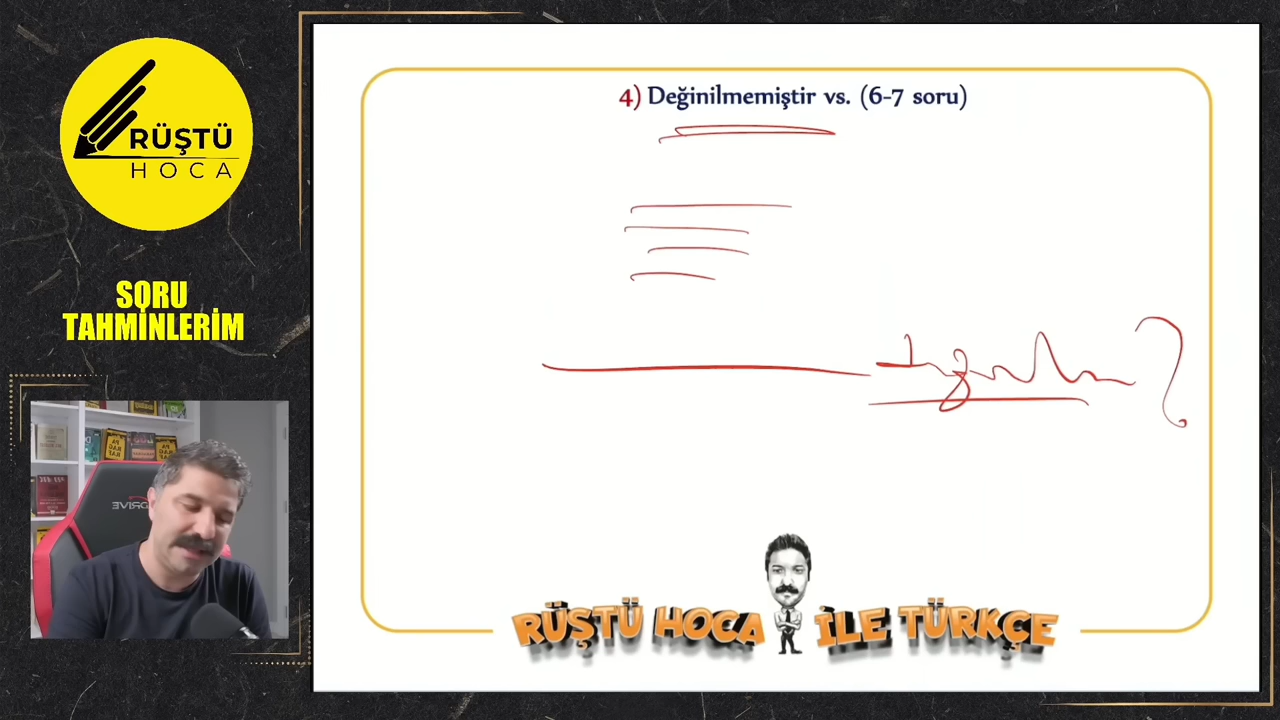 RÜŞTÜ
HOCA
SORU
TAHMİNLERİM
4) Değinilmemiştir vs. (6-7 soru)
RÜŞTÜ HOCA İLE TÜRKÇE